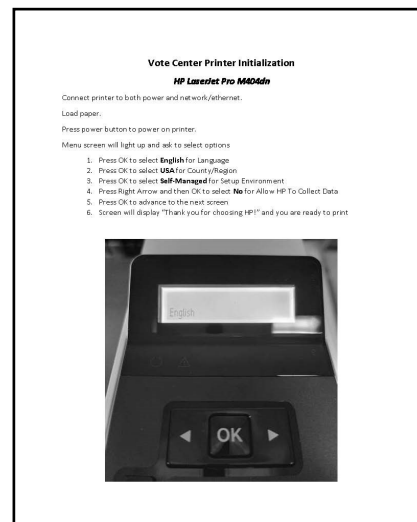 Vote Center Printer Initialization
HP LaserJet Pro M404dn
Connect printer to both power and network/ethernet.
Load paper.
Press power button to power on printer.
Menu screen will light up and ask to select options
1. Press OK to select English for Language
2. Press OK to select USA for County/Region
3. Press OK to select Self-Managed for Setup Environment
4. Press Right Arrow and then OK to select No for Allow HP To Collect Data
5. Press OK to advance to the next screen
6. Screen will display "Thank you for choosing HP!" and you are ready to print
English
OK